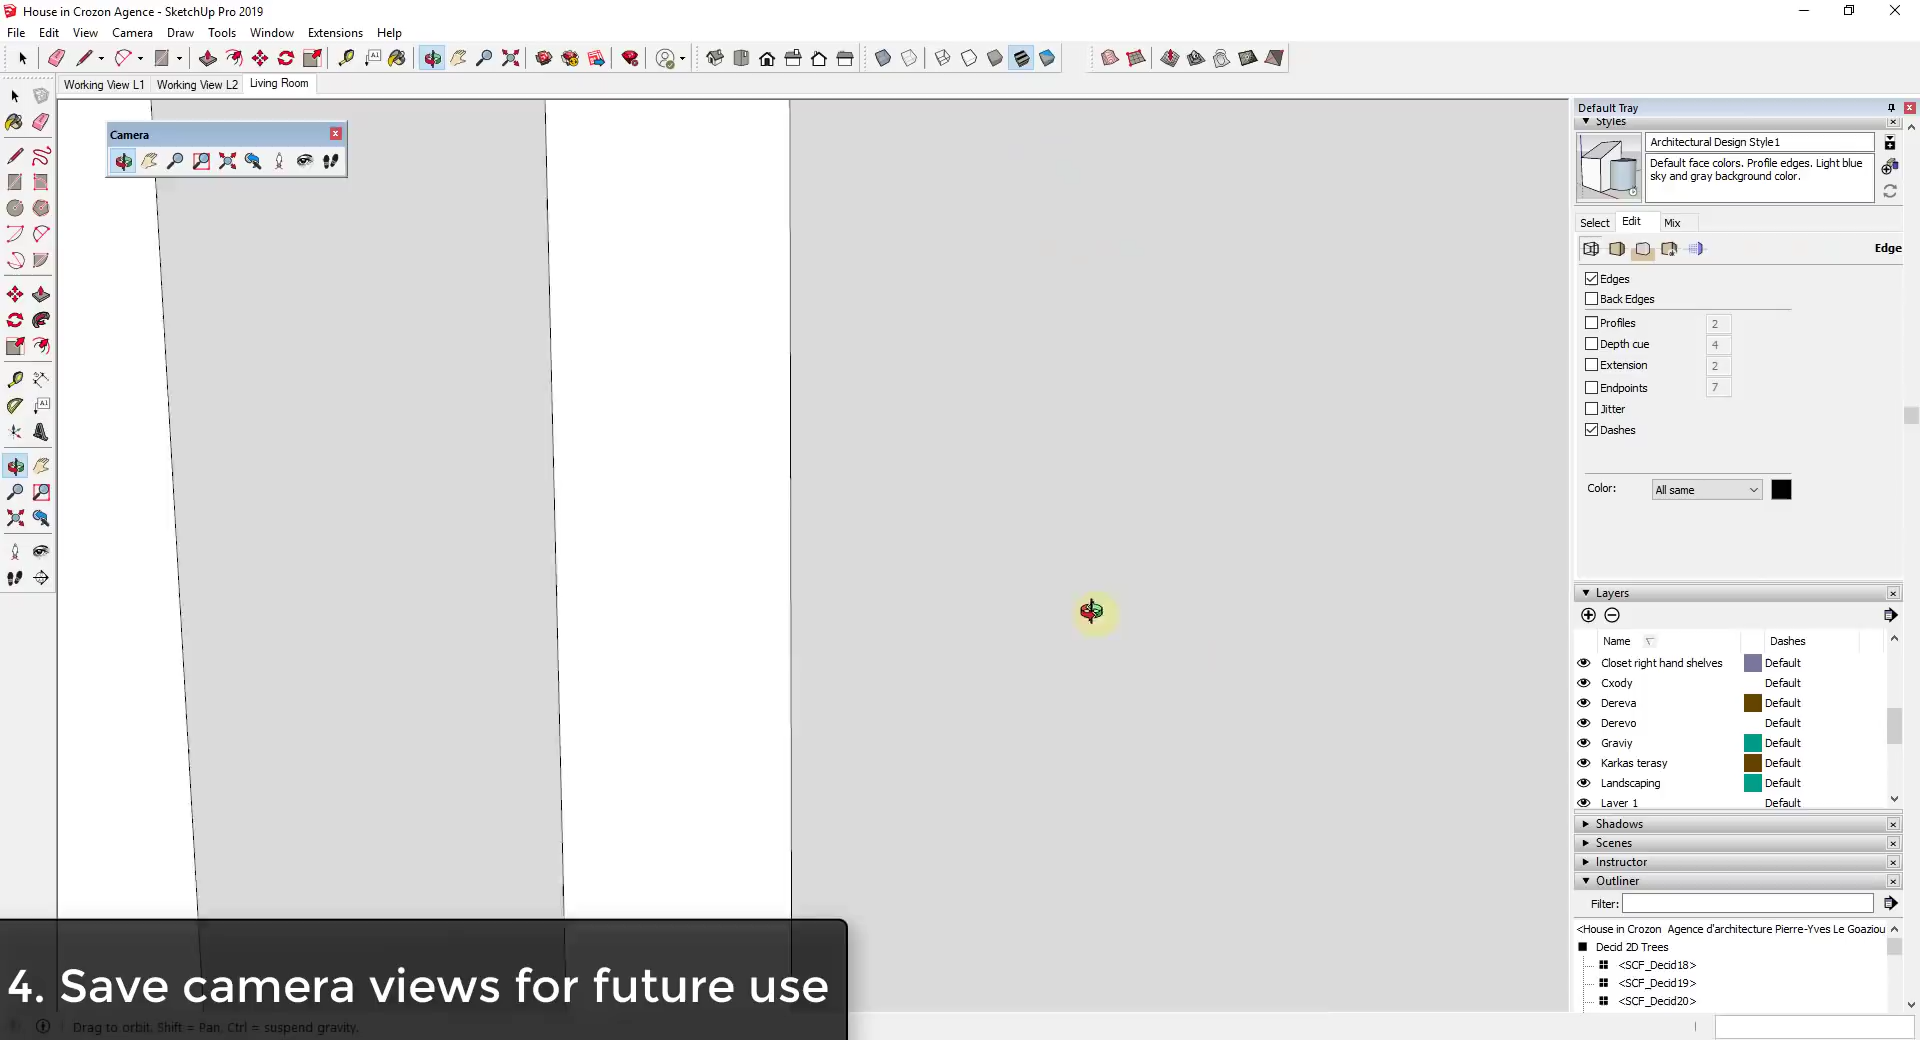 House in Crozon Agence - SketchUp Pro 2019
File Edit View Camera Draw Tools Window Extensions Help
Working View L1 Working View L2 Living Room
Camera
Default Tray
Styles
Architectural Design Style1
Default face colors. Profile edges. Light blue
sky and gray background color.
Select Edit Mix
Edge
Edges
Back Edges
Profiles 2
Depth cue 4
Extension 2
Endpoints 7
Jitter
Dashes
Color: All same
Layers
Name Dashes
Closet right hand shelves Default
Cxody Default
Dereva Default
Derevo Default
Graviy Default
Karkas terasy Default
Landscaping Default
Layer 1 Default
Shadows
Scenes
Instructor
Outliner
Filter:
<House in Crozon Agence d'architecture Pierre-Yves Le Goaziou
Decid 2D Trees
<SCF_Decid18>
<SCF_Decid19>
<SCF_Decid20>
4. Save camera views for future use
Drag to orbit. Shift = Pan, Ctrl = suspend gravity.